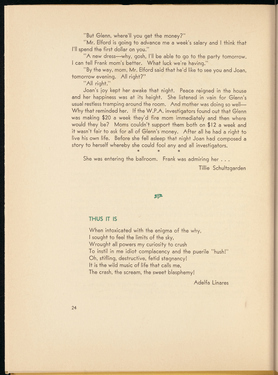 "But Glenn, where'll you get the money?"
"Mr. Elford is going to advance me a week's salary and I think that
I'll spend the first dollar on you."
"A new dress—why, gosh, I'll be able to go to the party tomorrow.
I can tell Frank mom's better. What luck we're having."
"By the way, mom, Mr. Elford said that he'd like to see you and Joan,
tomorrow evening. All right?"
"All right."
Joan's joy kept her awake that night. Peace reigned in the house
and her happiness was at its height. She listened in vain for Glenn's
usual restless tramping around the room. And mother was doing so well—
Why that reminded her. If the W.P.A. investigators found out that Glenn
was making $20 a week they'd fire mom immediately and then where
would they be? Moms couldn't support them both on $12 a week and
it wasn't fair to ask for all of Glenn's money. After all he had a right to
live his own life. Before she fell asleep that night Joan had composed a
story to herself whereby she could fool any and all investigators.
* * *
She was entering the ballroom. Frank was admiring her . . .
Tillie Schultsgarden
THUS IT IS
When intoxicated with the enigma of the why,
I sought to feel the limits of the sky,
Wrought all powers my curiosity to crush
To instil in me idiot complacency and the puerile "hush!"
Oh, stifling, destructive, fetid stagnancy!
It is the wild music of life that calls me,
The crash, the scream, the sweet blasphemy!
Adelfa Linares
24